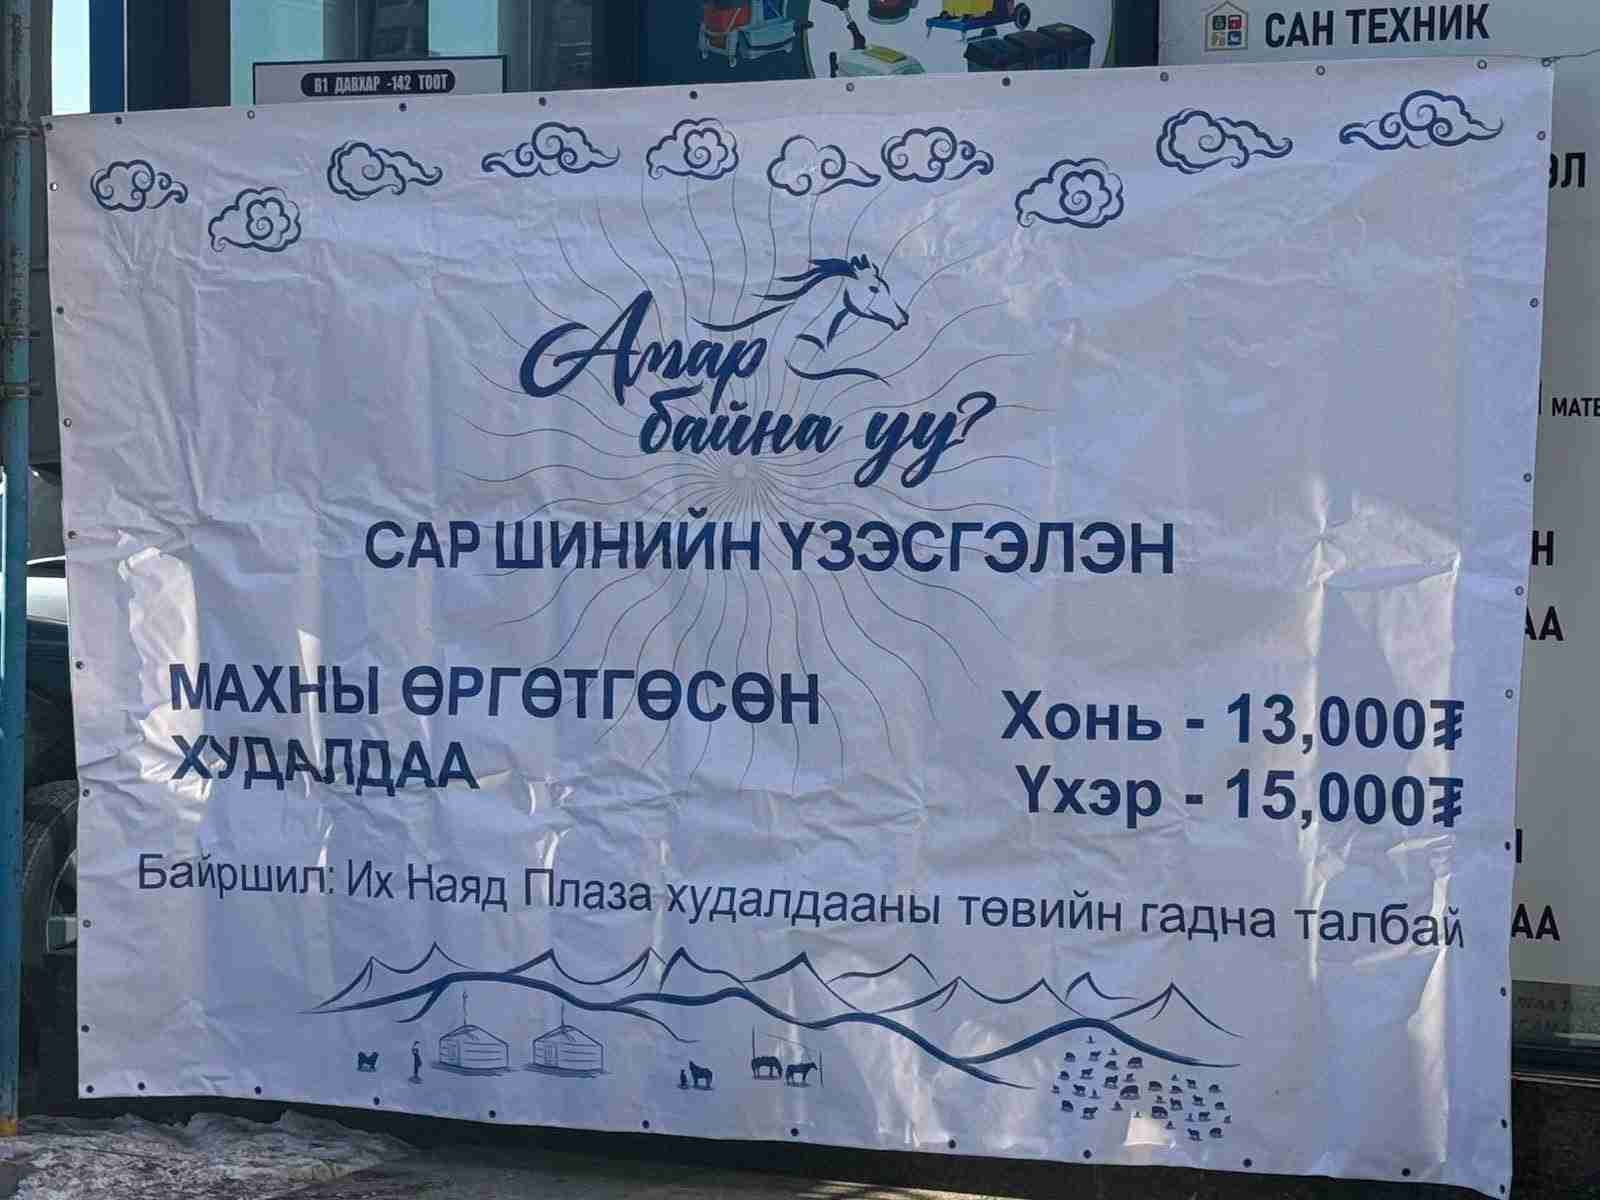 САН ТЕХНИК
В1 ДАВХАР -142 ТООТ
Амар
байна уу?
САР ШИНИЙН ҮЗЭСГЭЛЭН
МАХНЫ ӨРГӨТГӨСӨН
ХУДАЛДАА
Хонь - 13,000₮
Үхэр - 15,000₮
Байршил: Их Наяд Плаза худалдааны төвийн гадна талбай